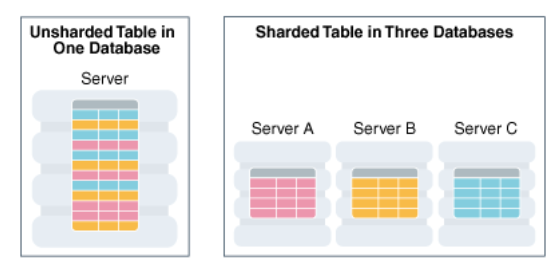 Unsharded Table in
One Database
Server
Sharded Table in Three Databases
Server A
Server B
Server C